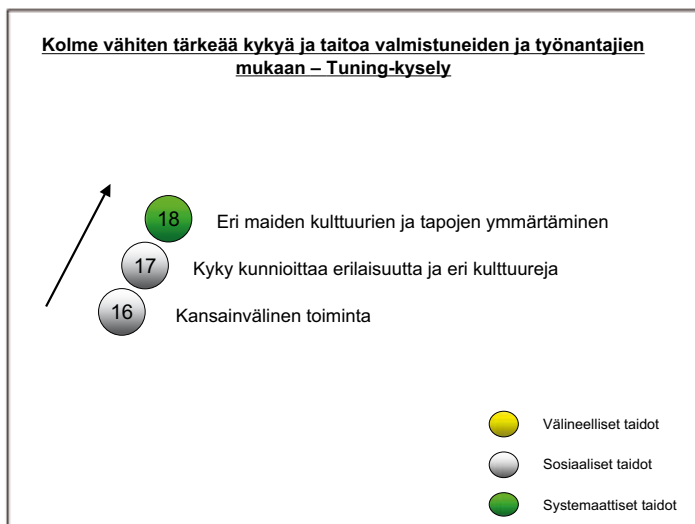 Kolme vähiten tärkeää kykyä ja taitoa valmistuneiden ja työnantajien
mukaan – Tuning-kysely
18 Eri maiden kulttuurien ja tapojen ymmärtäminen
17 Kyky kunnioittaa erilaisuutta ja eri kulttuureja
16 Kansainvälinen toiminta
Välineelliset taidot
Sosiaaliset taidot
Systemaattiset taidot